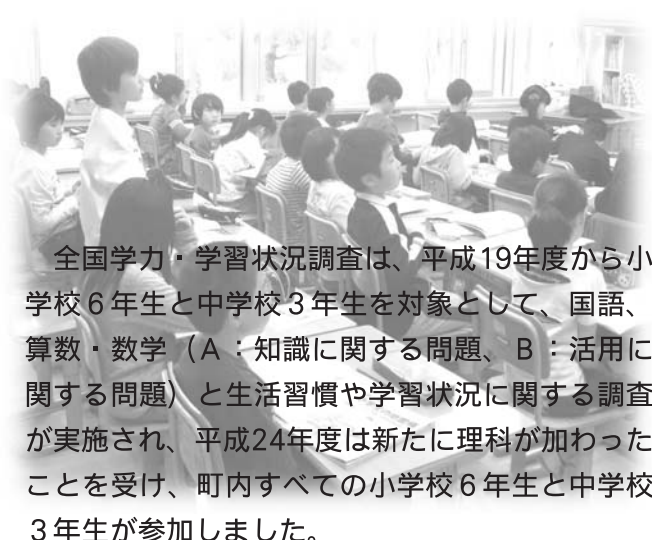 全国学力・学習状況調査は、平成19年度から小
学校６年生と中学校３年生を対象として、国語、
算数・数学（Ａ：知識に関する問題、Ｂ：活用に
関する問題）と生活習慣や学習状況に関する調査
が実施され、平成24年度は新たに理科が加わった
ことを受け、町内すべての小学校６年生と中学校
３年生が参加しました。